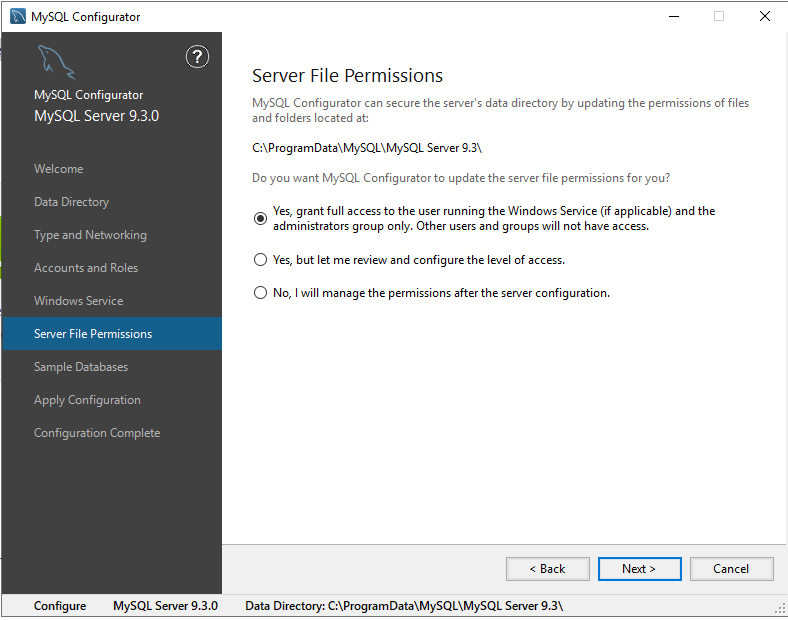 MySQL Configurator
?
MySQL Configurator
MySQL Server 9.3.0
Welcome
Data Directory
Type and Networking
Accounts and Roles
Windows Service
Server File Permissions
Sample Databases
Apply Configuration
Configuration Complete
Server File Permissions
MySQL Configurator can secure the server's data directory by updating the permissions of files
and folders located at:
C:\ProgramData\MySQL\MySQL Server 9.3\
Do you want MySQL Configurator to update the server file permissions for you?
Yes, grant full access to the user running the Windows Service (if applicable) and the
administrators group only. Other users and groups will not have access.
Yes, but let me review and configure the level of access.
No, I will manage the permissions after the server configuration.
< Back
Next >
Cancel
Configure MySQL Server 9.3.0 Data Directory: C:\ProgramData\MySQL\MySQL Server 9.3\